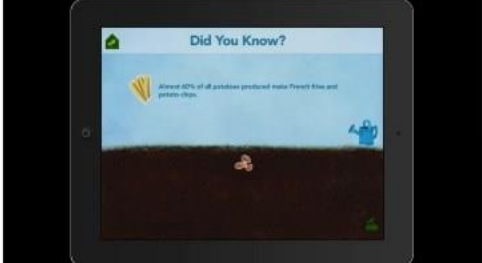 Did You Know?
Almost 60% of all potatoes produced make French fries and
potato chips.